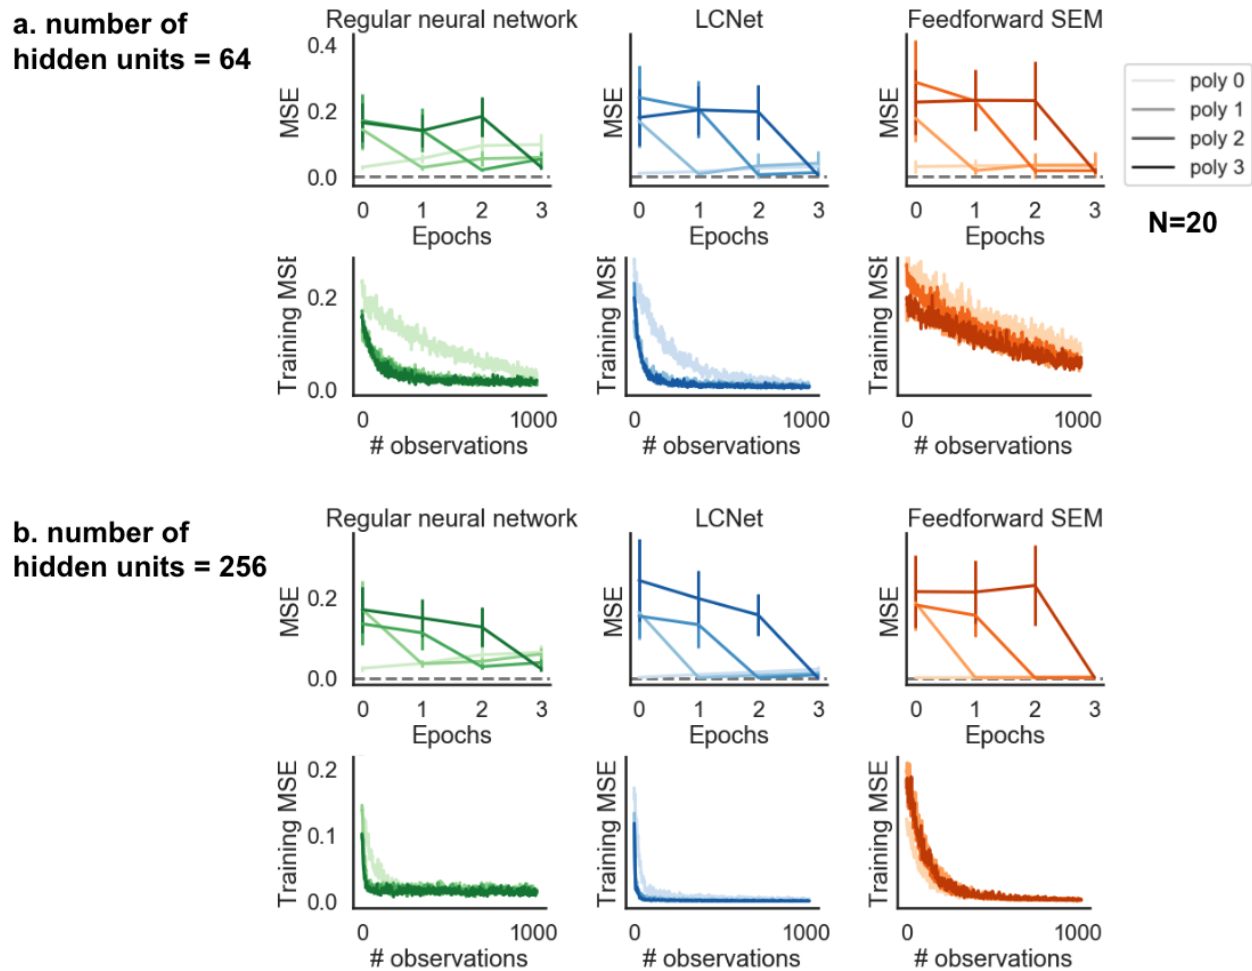 a. number of
hidden units = 64
Regular neural network
LCNet
Feedforward SEM
MSE
0.4
0.2
0.0
0 1 2 3
Epochs
MSE
0 1 2 3
Epochs
MSE
0 1 2 3
Epochs
poly 0
poly 1
poly 2
poly 3
N=20
Training MSE
0.2
0.0
0 1000
# observations
Training MSE
0 1000
# observations
Training MSE
0 1000
# observations
b. number of
hidden units = 256
Regular neural network
LCNet
Feedforward SEM
MSE
0.2
0.0
0 1 2 3
Epochs
MSE
0 1 2 3
Epochs
MSE
0 1 2 3
Epochs
Training MSE
0.2
0.1
0.0
0 1000
# observations
Training MSE
0 1000
# observations
Training MSE
0 1000
# observations